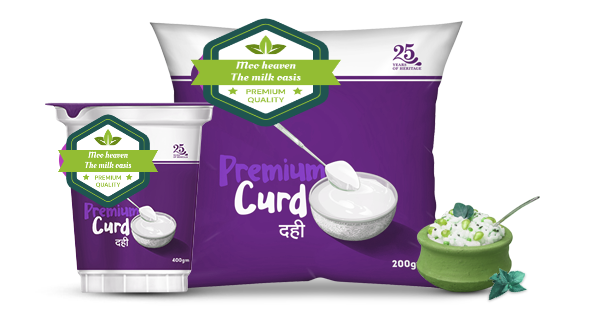 Moo heaven
The milk oasis
PREMIUM
QUALITY
25
YEARS
OF HERITAGE
Premium
Curd
दही
200g
Moo heaven
The milk oasis
PREMIUM
QUALITY
25
Premium
Curd
दही
400gm